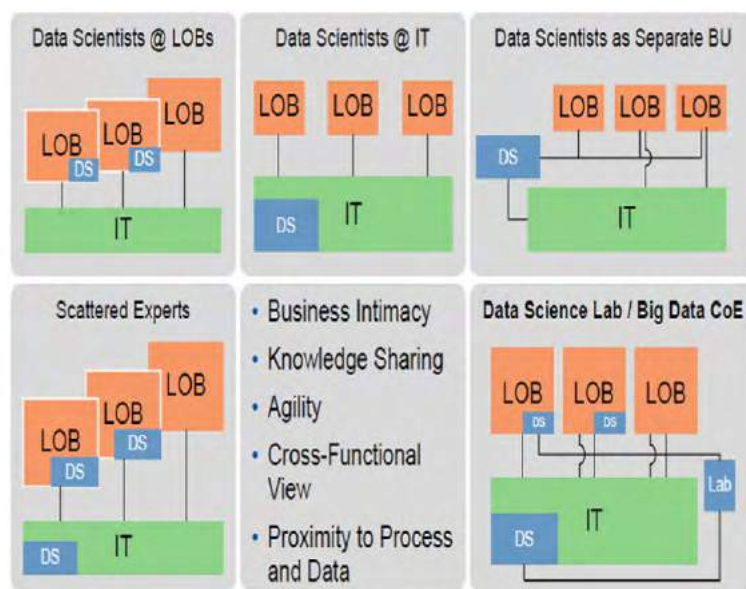 Data Scientists @ LOBs
LOB
LOB
LOB
DS
DS
IT
Data Scientists @ IT
LOB
LOB
LOB
DS
IT
Data Scientists as Separate BU
LOB
LOB
LOB
DS
IT
Scattered Experts
LOB
LOB
LOB
DS
DS
DS
IT
• Business Intimacy
• Knowledge Sharing
• Agility
• Cross-Functional
View
• Proximity to Process
and Data
Data Science Lab / Big Data CoE
LOB
LOB
LOB
DS
DS
Lab
DS
IT